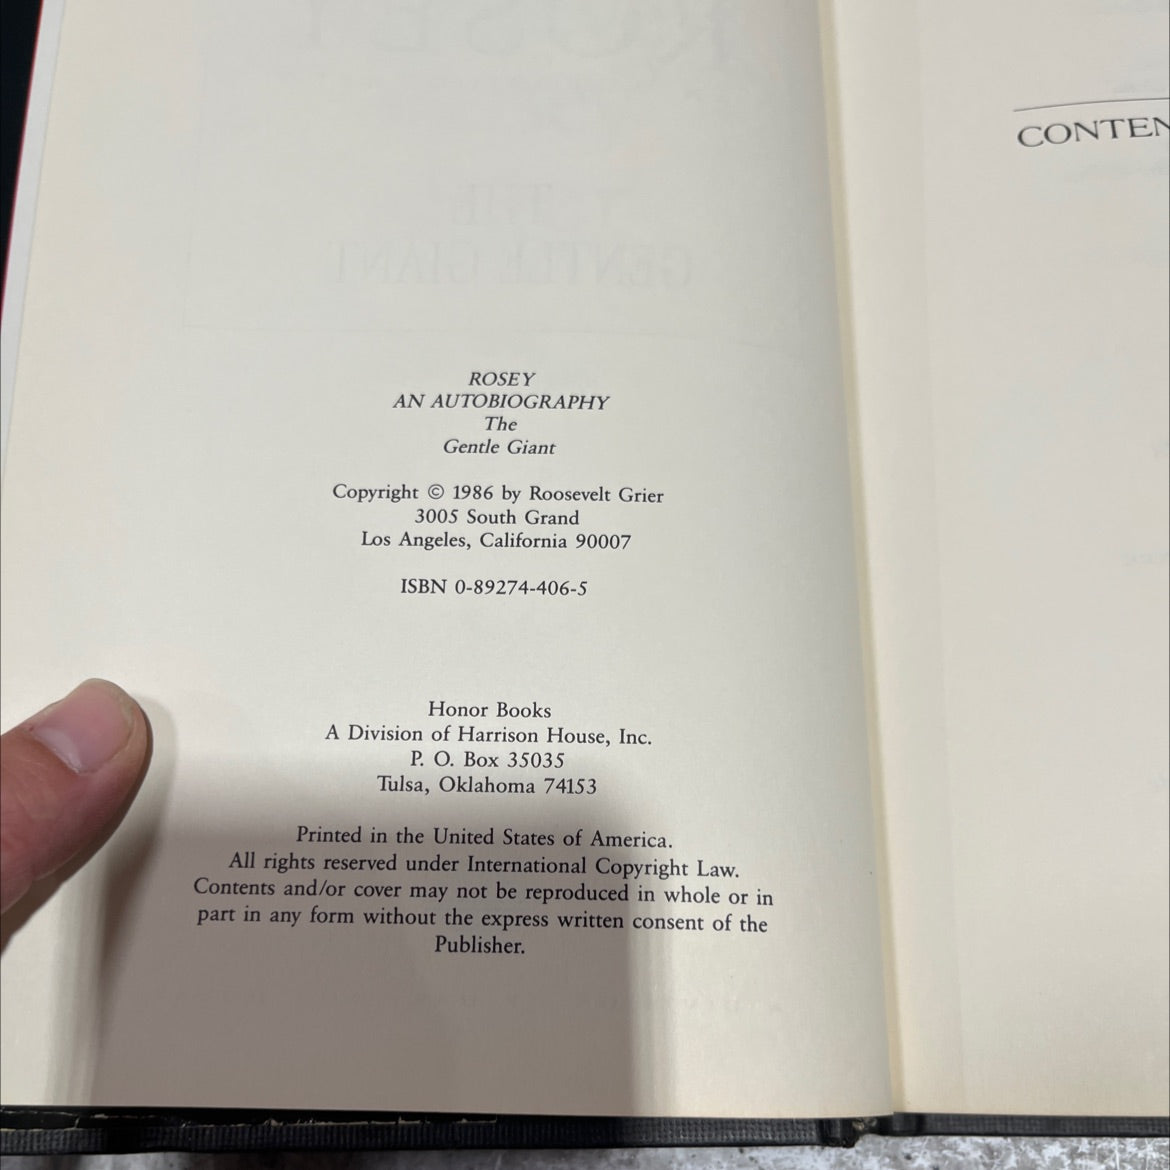 ROSEY
AN AUTOBIOGRAPHY
The
Gentle Giant
Copyright © 1986 by Roosevelt Grier
3005 South Grand
Los Angeles, California 90007
ISBN 0-89274-406-5
Honor Books
A Division of Harrison House, Inc.
P. O. Box 35035
Tulsa, Oklahoma 74153
Printed in the United States of America.
All rights reserved under International Copyright Law.
Contents and/or cover may not be reproduced in whole or in
part in any form without the express written consent of the
Publisher.
CONTEN